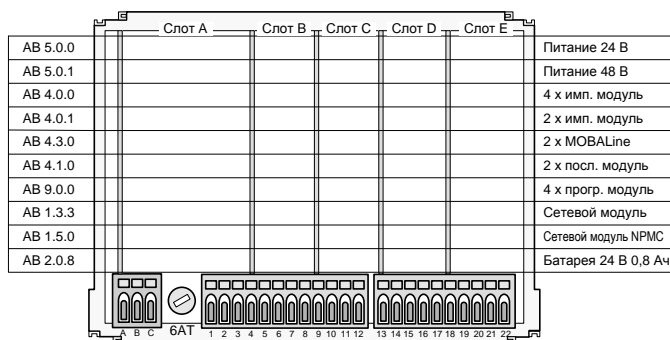 Слот A Слот B Слот C Слот D Слот E
AB 5.0.0 Питание 24 В
AB 5.0.1 Питание 48 В
AB 4.0.0 4 x имп. модуль
AB 4.0.1 2 x имп. модуль
AB 4.3.0 2 x MOBALine
AB 4.1.0 2 x посл. модуль
AB 9.0.0 4 x прогр. модуль
AB 1.3.3 Сетевой модуль
AB 1.5.0 Сетевой модуль NPMC
AB 2.0.8 Батарея 24 В 0,8 Ач
A B C 6AT 1 2 3 4 5 6 7 8 9 10 11 12 13 14 15 16 17 18 19 20 21 22